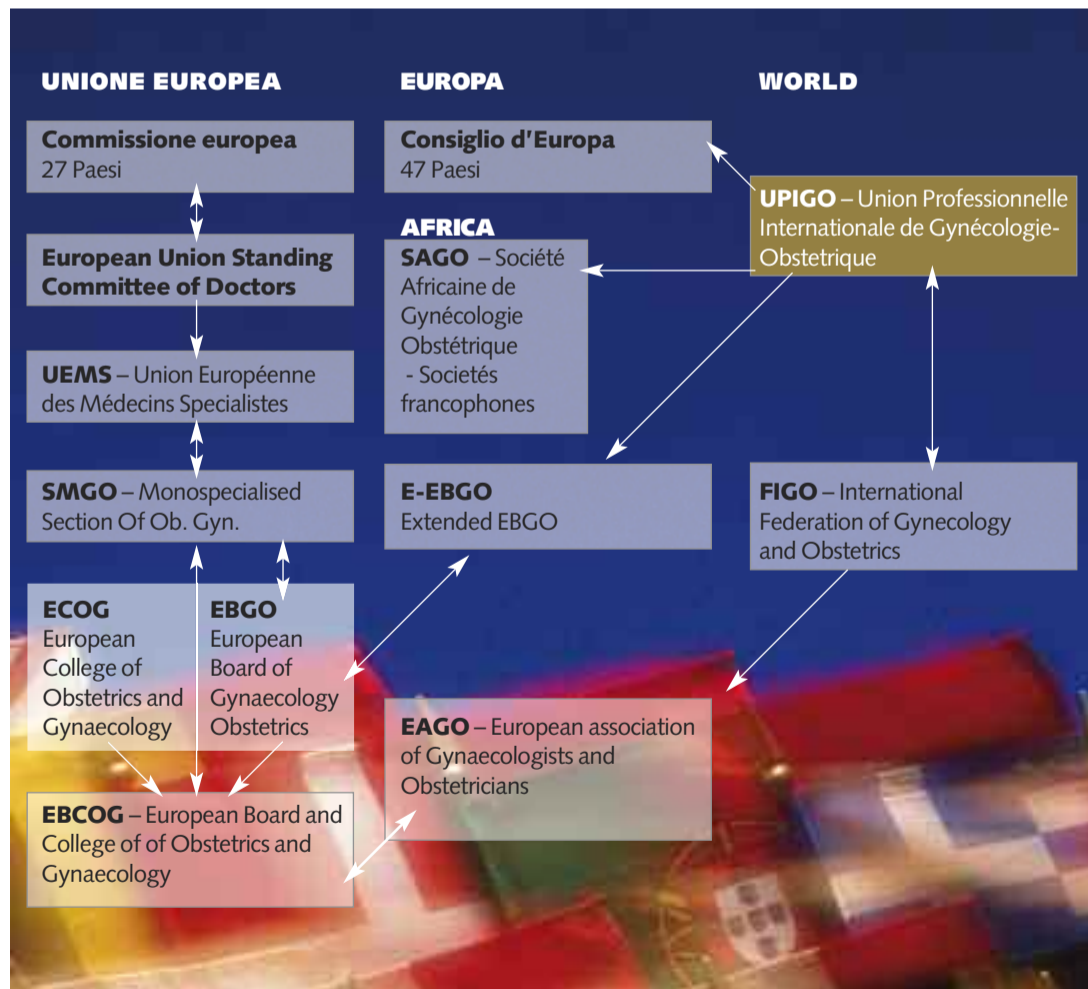 UNIONE EUROPEA
Commissione europea
27 Paesi
European Union Standing
Committee of Doctors
UEMS – Union Européenne
des Médecins Specialistes
SMGO – Monospecialised
Section Of Ob. Gyn.
ECOG
European
College of
Obstetrics and
Gynaecology
EBGO
European
Board of
Gynaecology
Obstetrics
EBCOG – European Board and
College of of Obstetrics and
Gynaecology
EUROPA
Consiglio d'Europa
47 Paesi
AFRICA
SAGO – Société
Africaine de
Gynécologie
Obstétrique
- Societés
francophones
E-EBGO
Extended EBGO
EAGO – European association
of Gynaecologists and
Obstetricians
WORLD
UPIGO – Union Professionnelle
Internationale de Gynécologie-
Obstetrique
FIGO – International
Federation of Gynecology
and Obstetrics